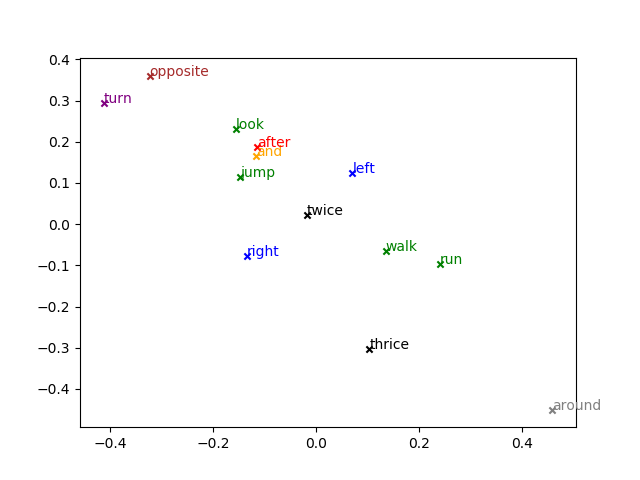 0.4
opposite
0.3
turn
look
0.2
after
and
0.1
jump
left
twice
0.0
right
walk
−0.1
run
−0.2
−0.3
thrice
−0.4
around
−0.4 −0.2 0.0 0.2 0.4